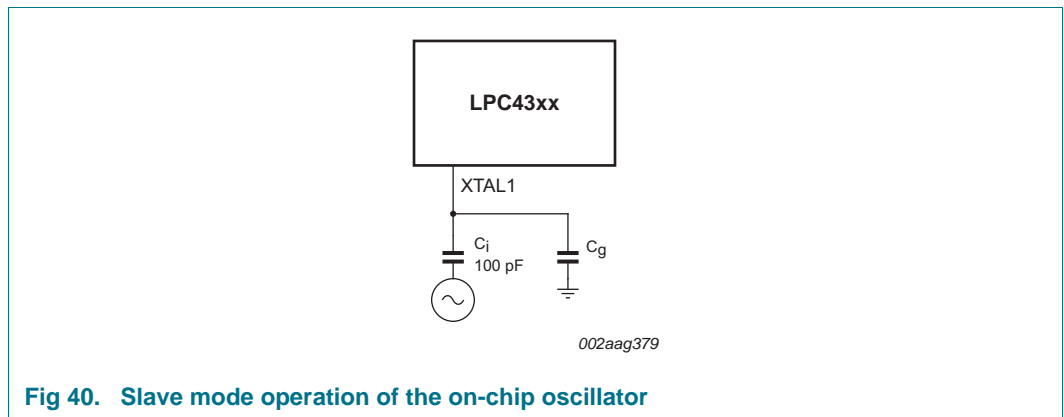 LPC43xx
XTAL1
Ci
100 pF
Cg
002aag379
Fig 40. Slave mode operation of the on-chip oscillator